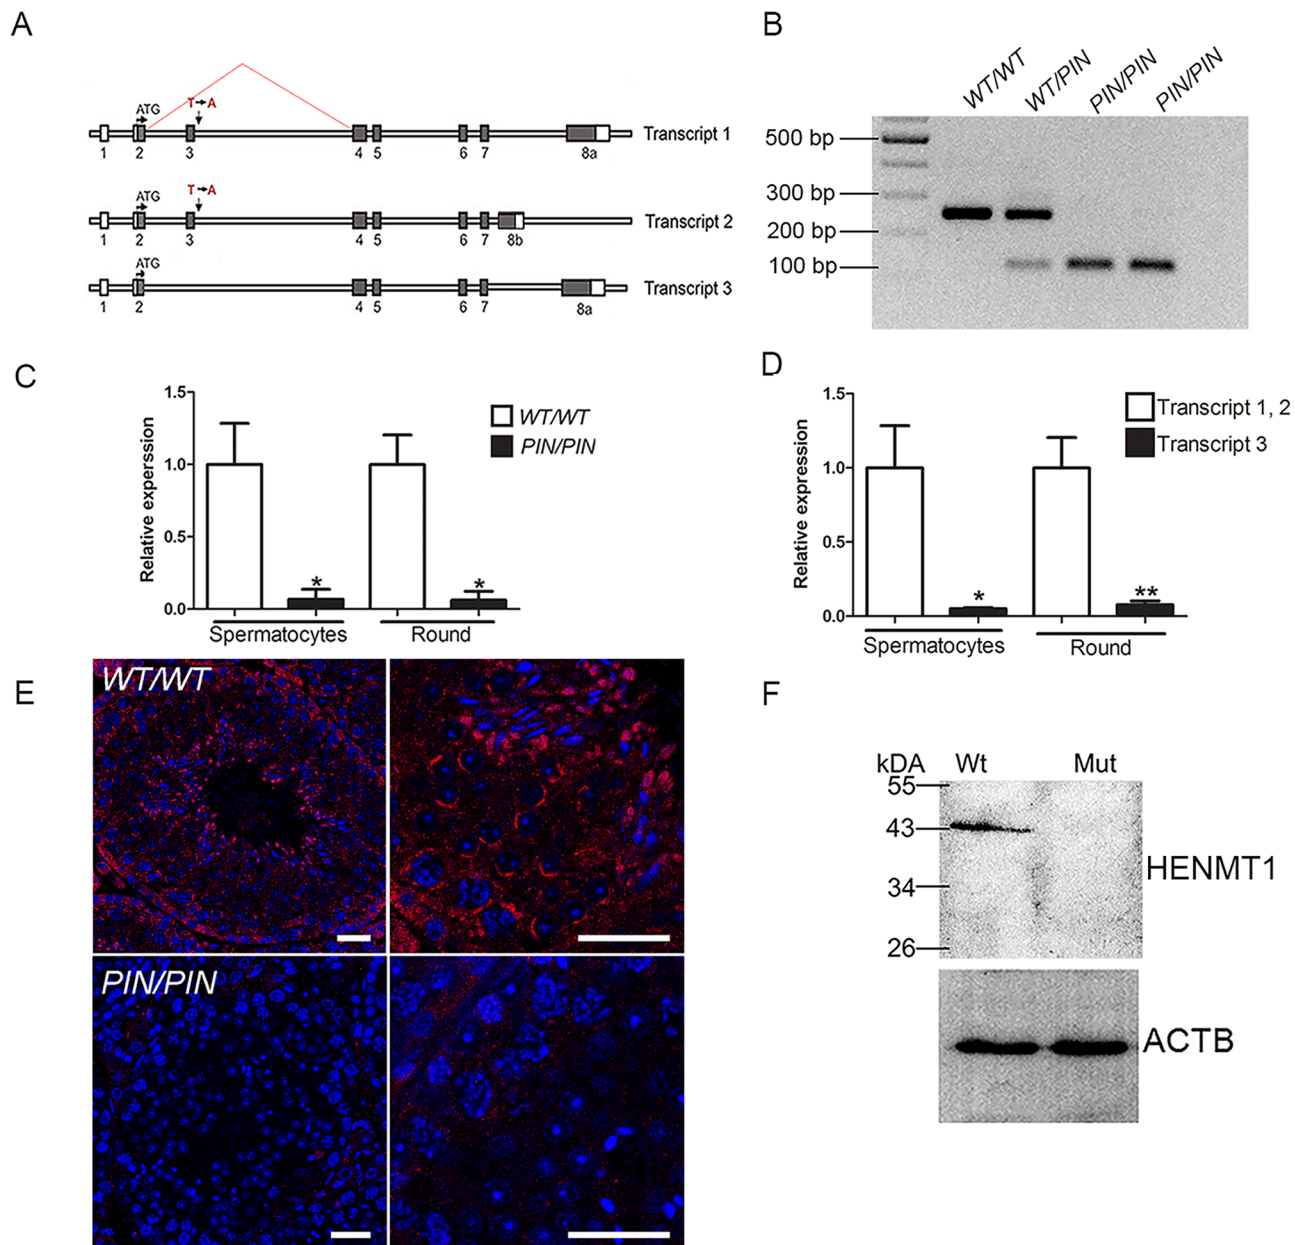 A
ATG
T→A
1 2 3 4 5 6 7 8a
Transcript 1
ATG
T→A
1 2 3 4 5 6 7 8b
Transcript 2
ATG
1 2 4 5 6 7 8a
Transcript 3
B
WT/WT WT/PIN PIN/PIN PIN/PIN
500 bp
300 bp
200 bp
100 bp
C
Relative experssion
1.5
1.0
0.5
0.0
* *
Spermatocytes Round
WT/WT
PIN/PIN
D
Relative expression
1.5
1.0
0.5
0.0
* **
Spermatocytes Round
Transcript 1, 2
Transcript 3
E
WT/WT
PIN/PIN
F
kDA Wt Mut
55
43
34
26
HENMT1
ACTB